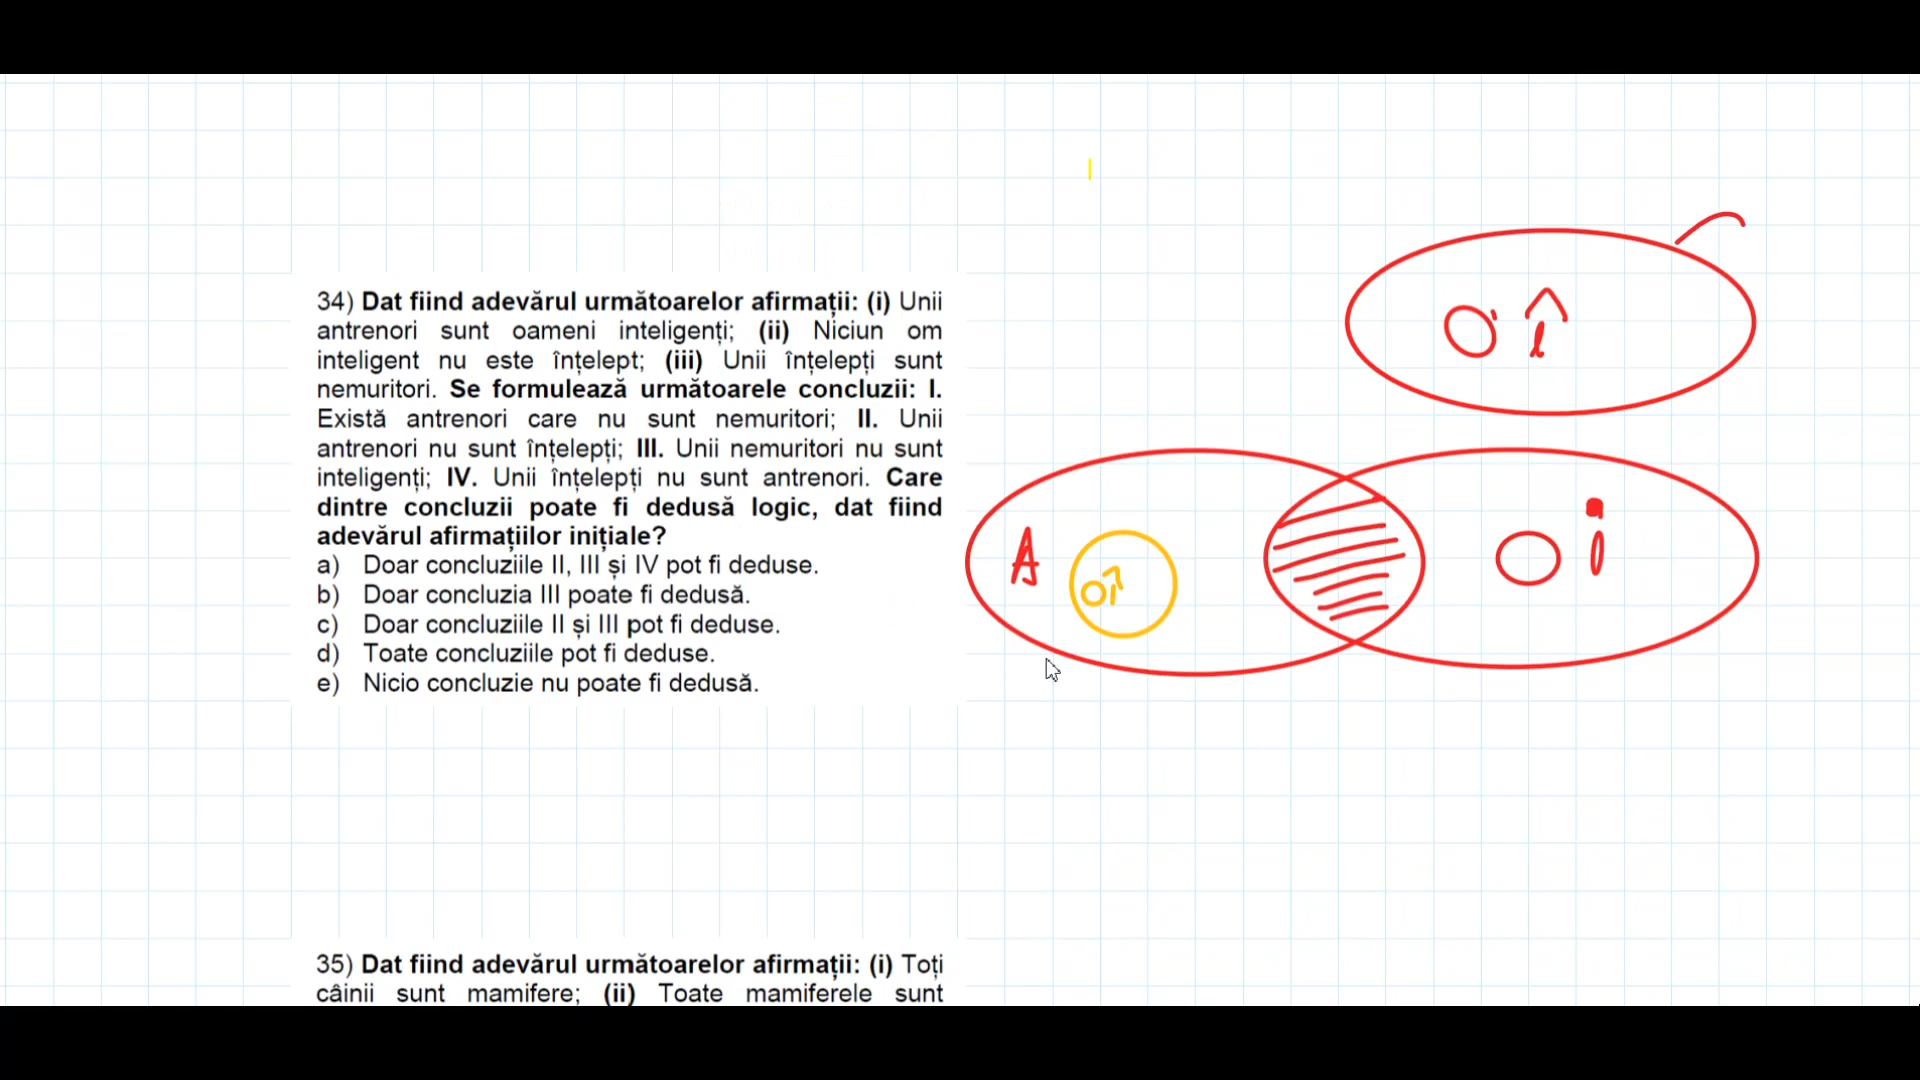 34) Dat fiind adevărul următoarelor afirmații: (i) Unii
antrenori sunt oameni inteligenți; (ii) Niciun om
inteligent nu este înțelept; (iii) Unii înțelepți sunt
nemuritori. Se formulează următoarele concluzii: I.
Există antrenori care nu sunt nemuritori; II. Unii
antrenori nu sunt înțelepți; III. Unii nemuritori nu sunt
inteligenți; IV. Unii înțelepți nu sunt antrenori. Care
dintre concluzii poate fi dedusă logic, dat fiind
adevărul afirmațiilor inițiale?
a) Doar concluziile II, III și IV pot fi deduse.
b) Doar concluzia III poate fi dedusă.
c) Doar concluziile II și III pot fi deduse.
d) Toate concluziile pot fi deduse.
e) Nicio concluzie nu poate fi dedusă.
O î
A
O î
O i
35) Dat fiind adevărul următoarelor afirmații: (i) Toți
câinii sunt mamifere; (ii) Toate mamiferele sunt